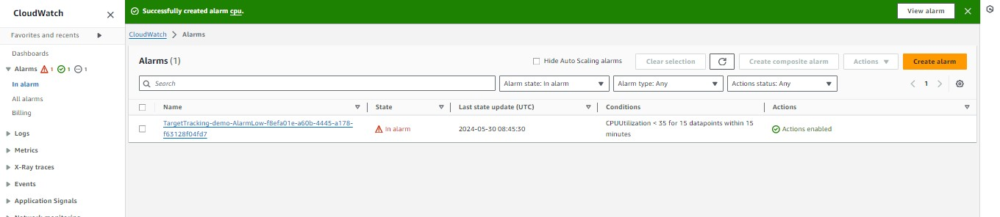 CloudWatch
Successfully created alarm cpu.
View alarm
Favorites and recents
CloudWatch > Alarms
Dashboards
Alarms 1 1 1
In alarm
All alarms
Billing
Logs
Metrics
X-Ray traces
Events
Application Signals
Network monitoring
Alarms (1)
Hide Auto Scaling alarms
Clear selection
Create composite alarm
Actions
Create alarm
Search
Alarm state: In alarm
Alarm type: Any
Actions status: Any
1
Name State Last state update (UTC) Conditions Actions
TargetTracking-demo-AlarmLow-f8efa01e-a60b-4445-a178-
f63128f04fd7
In alarm
2024-05-30 08:45:30
CPUUtilization < 35 for 15 datapoints within 15
minutes
Actions enabled